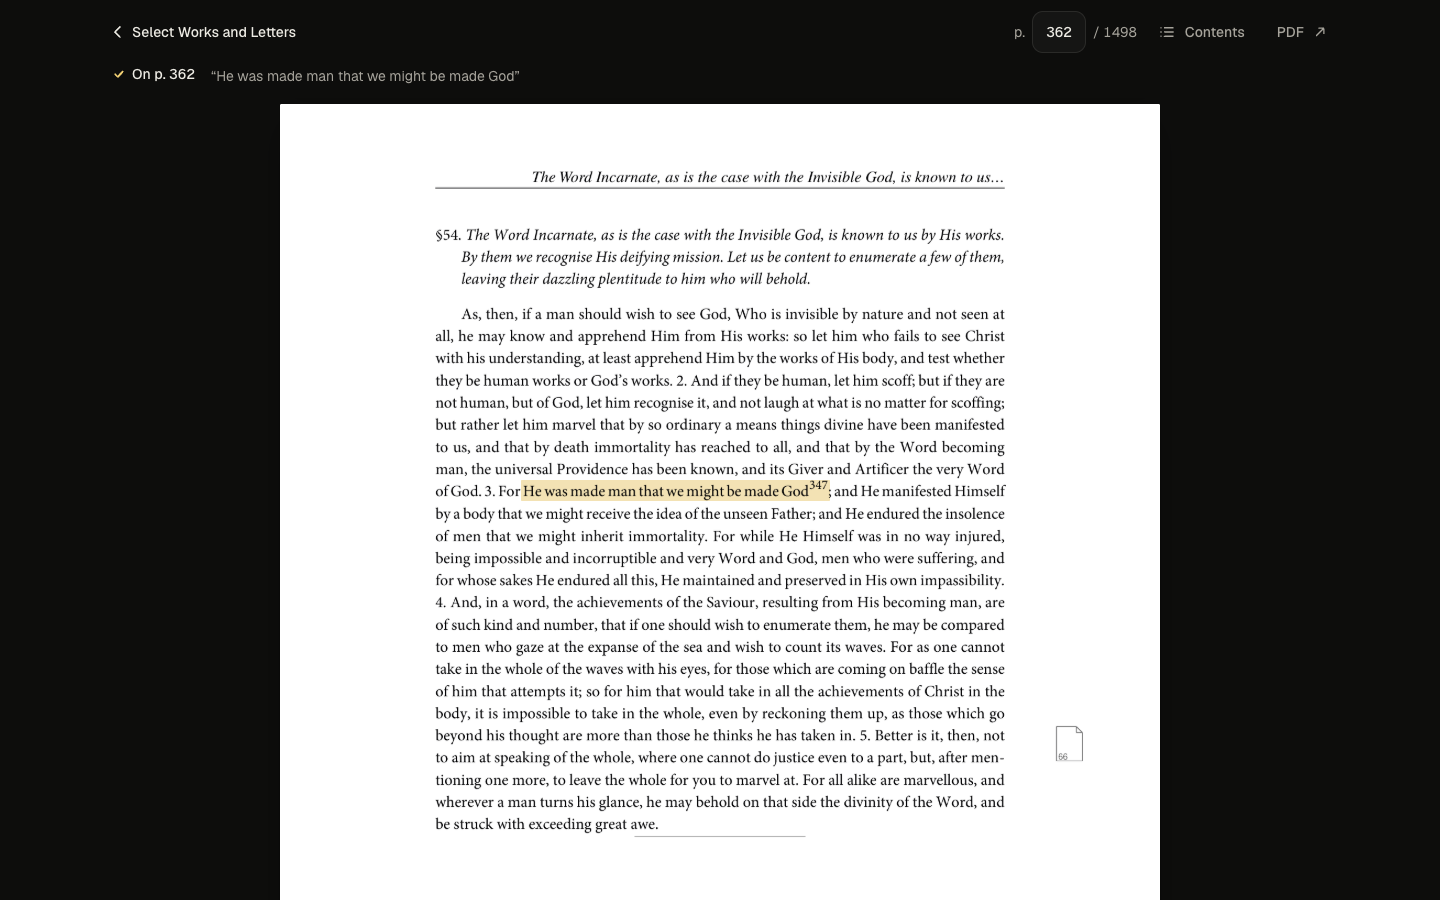 Select Works and Letters
p. 362 / 1498
Contents
PDF
On p. 362 “He was made man that we might be made God”
The Word Incarnate, as is the case with the Invisible God, is known to us…
§54. The Word Incarnate, as is the case with the Invisible God, is known to us by His works.
By them we recognise His deifying mission. Let us be content to enumerate a few of them,
leaving their dazzling plentitude to him who will behold.
As, then, if a man should wish to see God, Who is invisible by nature and not seen at
all, he may know and apprehend Him from His works: so let him who fails to see Christ
with his understanding, at least apprehend Him by the works of His body, and test whether
they be human works or God’s works. 2. And if they be human, let him scoff; but if they are
not human, but of God, let him recognise it, and not laugh at what is no matter for scoffing;
but rather let him marvel that by so ordinary a means things divine have been manifested
to us, and that by death immortality has reached to all, and that by the Word becoming
man, the universal Providence has been known, and its Giver and Artificer the very Word
of God. 3. For He was made man that we might be made God347; and He manifested Himself
by a body that we might receive the idea of the unseen Father; and He endured the insolence
of men that we might inherit immortality. For while He Himself was in no way injured,
being impossible and incorruptible and very Word and God, men who were suffering, and
for whose sakes He endured all this, He maintained and preserved in His own impassibility.
4. And, in a word, the achievements of the Saviour, resulting from His becoming man, are
of such kind and number, that if one should wish to enumerate them, he may be compared
to men who gaze at the expanse of the sea and wish to count its waves. For as one cannot
take in the whole of the waves with his eyes, for those which are coming on baffle the sense
of him that attempts it; so for him that would take in all the achievements of Christ in the
body, it is impossible to take in the whole, even by reckoning them up, as those which go
beyond his thought are more than those he thinks he has taken in. 5. Better is it, then, not
to aim at speaking of the whole, where one cannot do justice even to a part, but, after men-
tioning one more, to leave the whole for you to marvel at. For all alike are marvellous, and
wherever a man turns his glance, he may behold on that side the divinity of the Word, and
be struck with exceeding great awe.
66